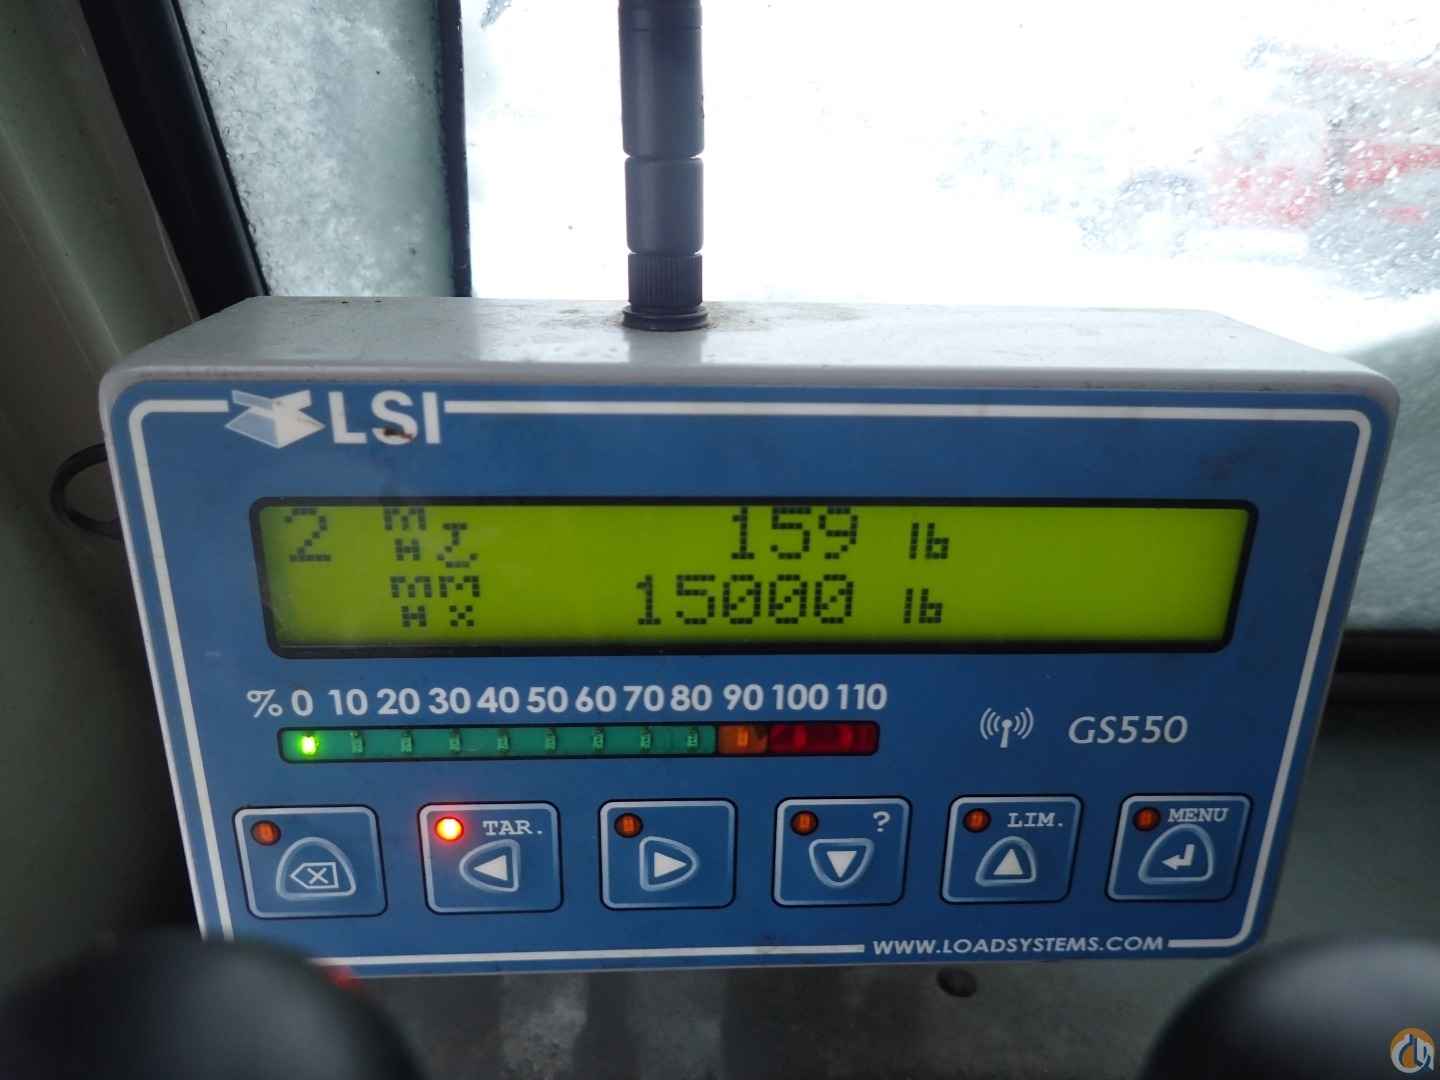 LSI
2 159 lb
15000 lb
% 0 10 20 30 40 50 60 70 80 90 100 110
GS550
TAR. ? LIM. MENU
WWW.LOADSYSTEMS.COM